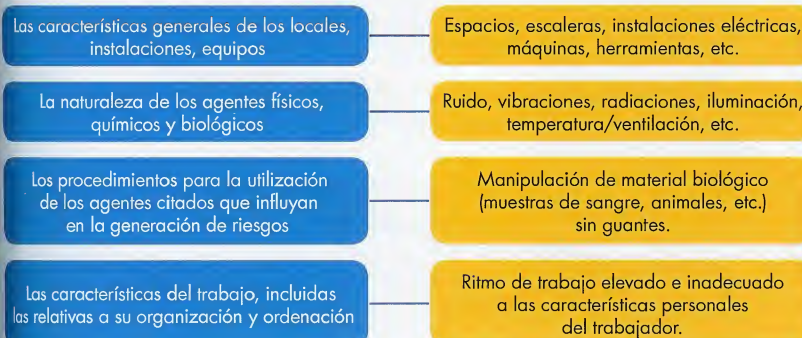 Las características generales de los locales,
instalaciones, equipos
Espacios, escaleras, instalaciones eléctricas,
máquinas, herramientas, etc.
La naturaleza de los agentes físicos,
químicos y biológicos
Ruido, vibraciones, radiaciones, iluminación,
temperatura/ventilación, etc.
Los procedimientos para la utilización
de los agentes citados que influyan
en la generación de riesgos
Manipulación de material biológico
(muestras de sangre, animales, etc.)
sin guantes.
Las características del trabajo, incluidas
las relativas a su organización y ordenación
Ritmo de trabajo elevado e inadecuado
a las características personales
del trabajador.